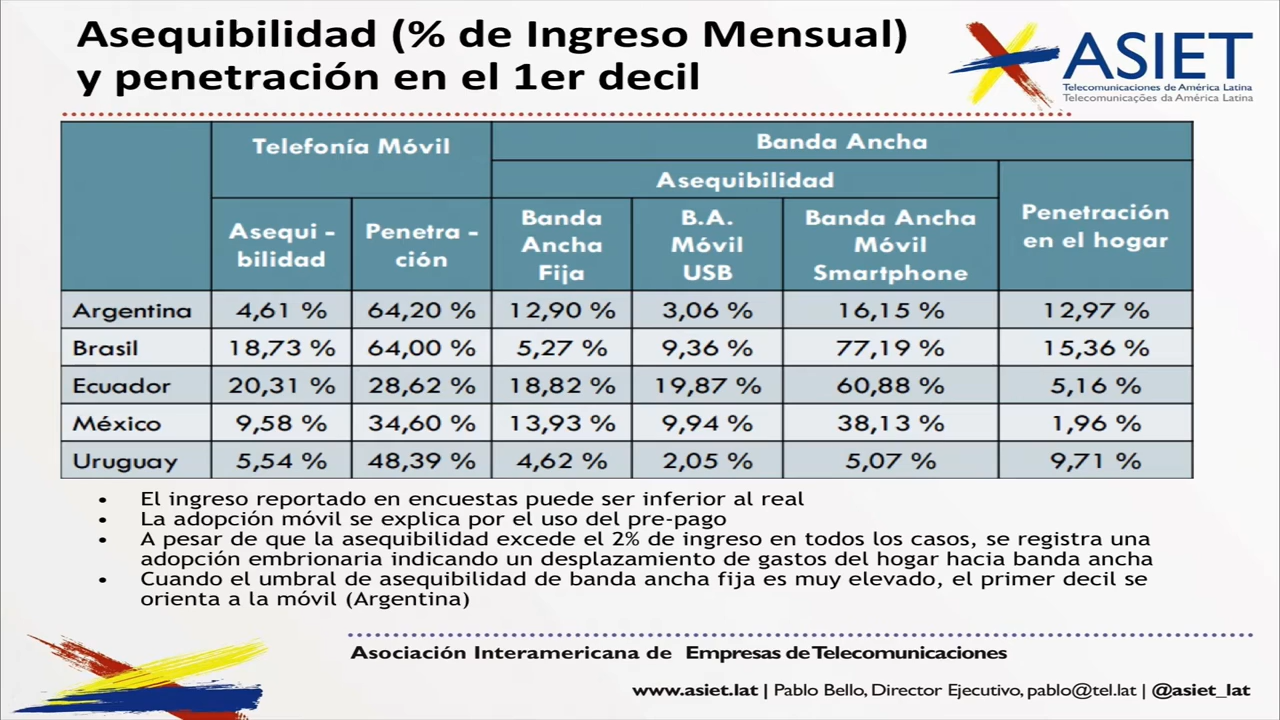 Asequibilidad (% de Ingreso Mensual)
y penetración en el 1er decil
ASIET
Telecomunicaciones de América Latina
Telecomunicações da América Latina
Telefonía Móvil
Banda Ancha
Asequibilidad
Asequi -
bilidad
Penetra -
ción
Banda
Ancha
Fija
B.A.
Móvil
USB
Banda Ancha
Móvil
Smartphone
Penetración
en el hogar
Argentina 4,61 % 64,20 % 12,90 % 3,06 % 16,15 % 12,97 %
Brasil 18,73 % 64,00 % 5,27 % 9,36 % 77,19 % 15,36 %
Ecuador 20,31 % 28,62 % 18,82 % 19,87 % 60,88 % 5,16 %
México 9,58 % 34,60 % 13,93 % 9,94 % 38,13 % 1,96 %
Uruguay 5,54 % 48,39 % 4,62 % 2,05 % 5,07 % 9,71 %
• El ingreso reportado en encuestas puede ser inferior al real
• La adopción móvil se explica por el uso del pre-pago
• A pesar de que la asequibilidad excede el 2% de ingreso en todos los casos, se registra una
adopción embrionaria indicando un desplazamiento de gastos del hogar hacia banda ancha
• Cuando el umbral de asequibilidad de banda ancha fija es muy elevado, el primer decil se
orienta a la móvil (Argentina)
Asociación Interamericana de Empresas de Telecomunicaciones
www.asiet.lat | Pablo Bello, Director Ejecutivo, pablo@tel.lat | @asiet_lat